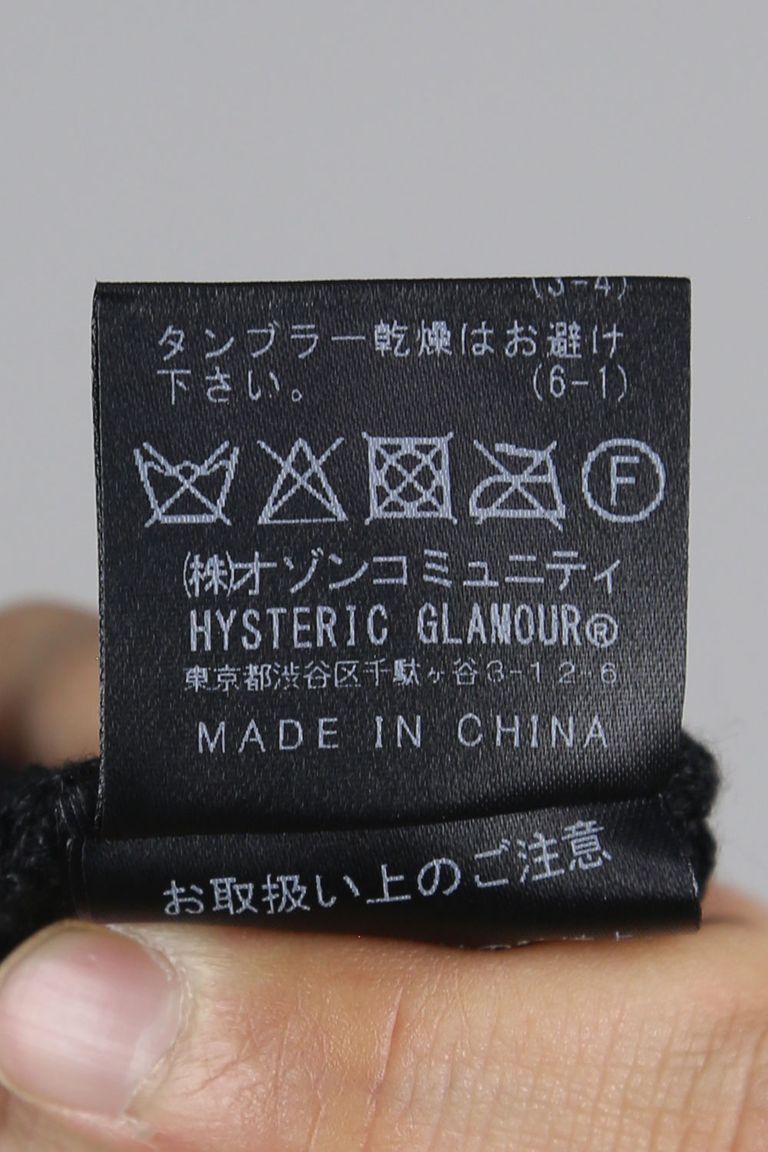 (3-4)
タンブラー乾燥はお避け
下さい。 (6-1)
F
(株)オゾンコミュニティ
HYSTERIC GLAMOUR®
東京都渋谷区千駄ヶ谷3-12-6
MADE IN CHINA
お取扱い上のご注意